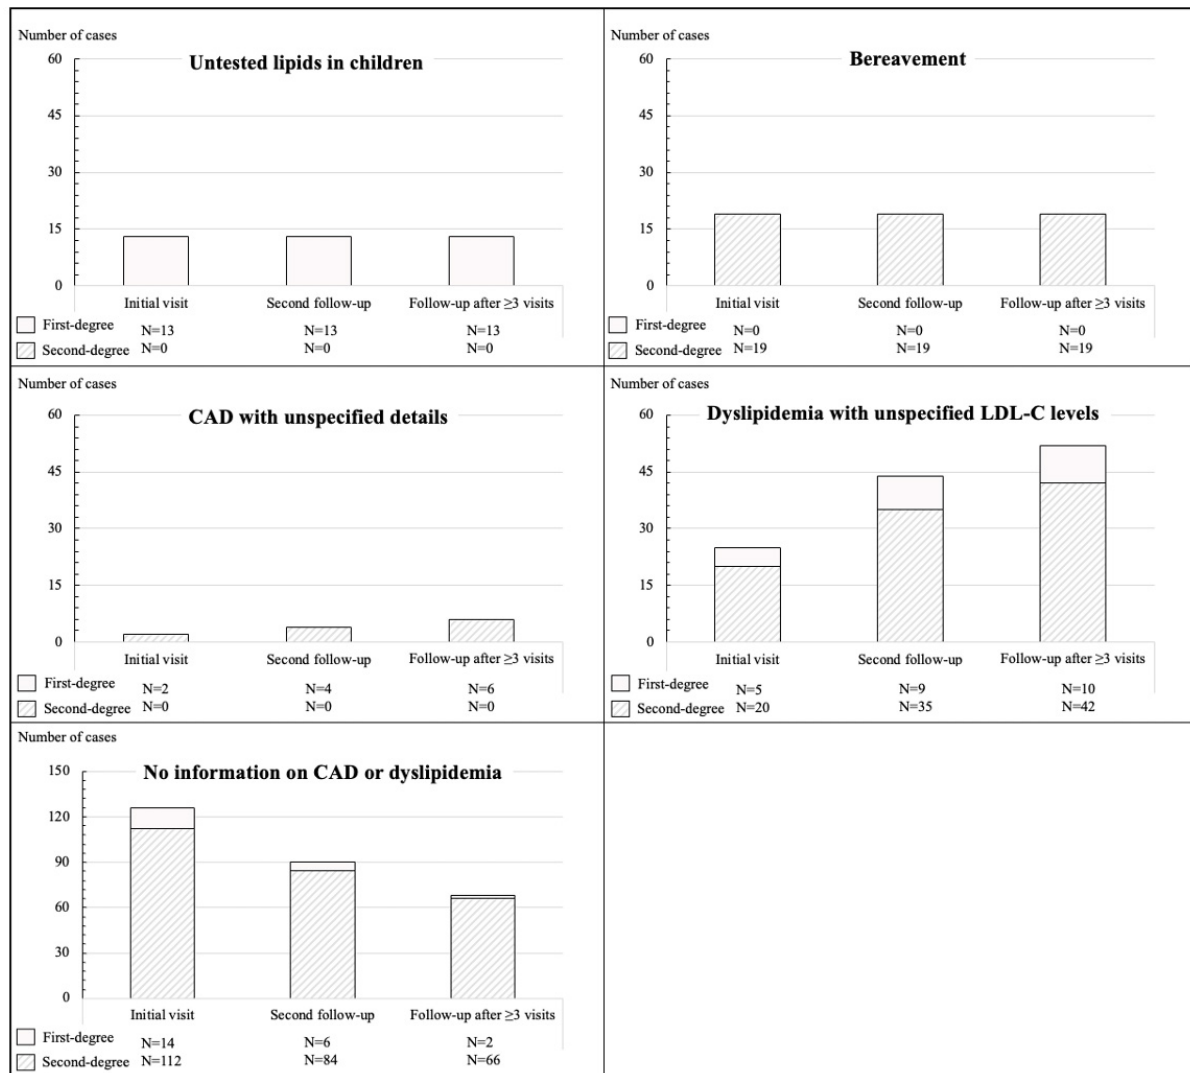 Number of cases
Untested lipids in children
60
45
30
15
0
Initial visit Second follow-up Follow-up after ≥3 visits
First-degree N=13 N=13 N=13
Second-degree N=0 N=0 N=0
Number of cases
Bereavement
60
45
30
15
0
Initial visit Second follow-up Follow-up after ≥3 visits
First-degree N=0 N=0 N=0
Second-degree N=19 N=19 N=19
Number of cases
CAD with unspecified details
60
45
30
15
0
Initial visit Second follow-up Follow-up after ≥3 visits
First-degree N=2 N=4 N=6
Second-degree N=0 N=0 N=0
Number of cases
Dyslipidemia with unspecified LDL-C levels
60
45
30
15
0
Initial visit Second follow-up Follow-up after ≥3 visits
First-degree N=5 N=9 N=10
Second-degree N=20 N=35 N=42
Number of cases
No information on CAD or dyslipidemia
150
120
90
60
30
0
Initial visit Second follow-up Follow-up after ≥3 visits
First-degree N=14 N=6 N=2
Second-degree N=112 N=84 N=66